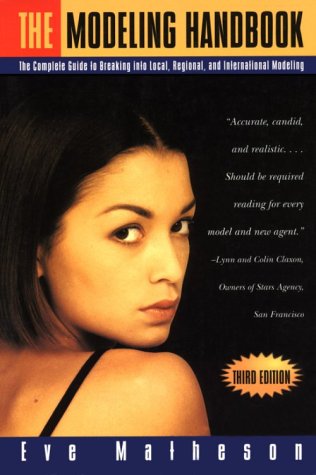 THE MODELING HANDBOOK
The Complete Guide to Breaking into Local, Regional, and International Modeling
"Accurate, candid,
and realistic. . . .
Should be required
reading for every
model and new agent."
–Lynn and Colin Claxon,
Owners of Stars Agency,
San Francisco
THIRD EDITION
Eve Matheson